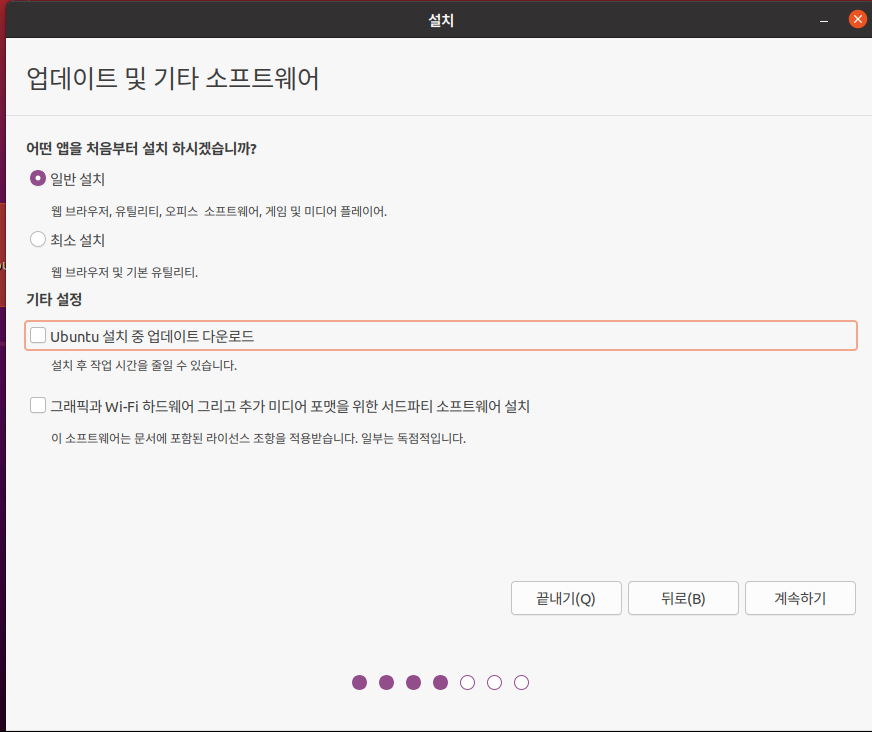 설치
업데이트 및 기타 소프트웨어
어떤 앱을 처음부터 설치 하시겠습니까?
일반 설치
웹 브라우저, 유틸리티, 오피스 소프트웨어, 게임 및 미디어 플레이어.
최소 설치
웹 브라우저 및 기본 유틸리티.
기타 설정
Ubuntu 설치 중 업데이트 다운로드
설치 후 작업 시간을 줄일 수 있습니다.
그래픽과 Wi-Fi 하드웨어 그리고 추가 미디어 포맷을 위한 서드파티 소프트웨어 설치
이 소프트웨어는 문서에 포함된 라이선스 조항을 적용받습니다. 일부는 독점적입니다.
끝내기(Q) 뒤로(B) 계속하기